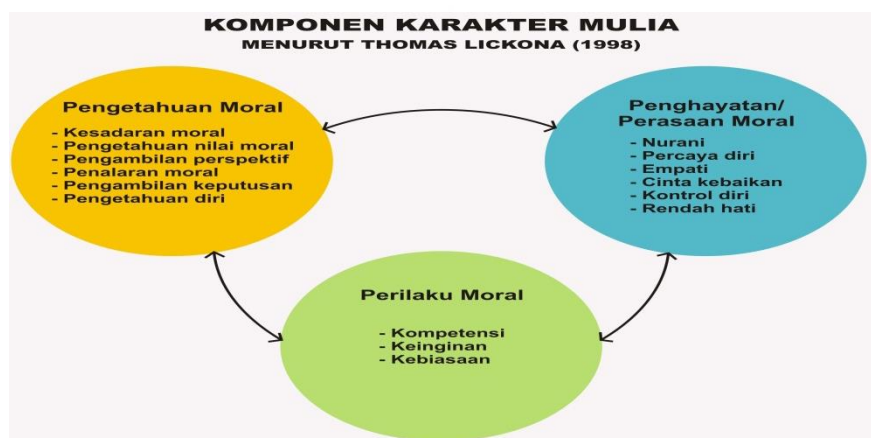 KOMPONEN KARAKTER MULIA
MENURUT THOMAS LICKONA (1998)
Pengetahuan Moral
- Kesadaran moral
- Pengetahuan nilai moral
- Pengambilan perspektif
- Penalaran moral
- Pengambilan keputusan
- Pengetahuan diri
Penghayatan/
Perasaan Moral
- Nurani
- Percaya diri
- Empati
- Cinta kebaikan
- Kontrol diri
- Rendah hati
Perilaku Moral
- Kompetensi
- Keinginan
- Kebiasaan